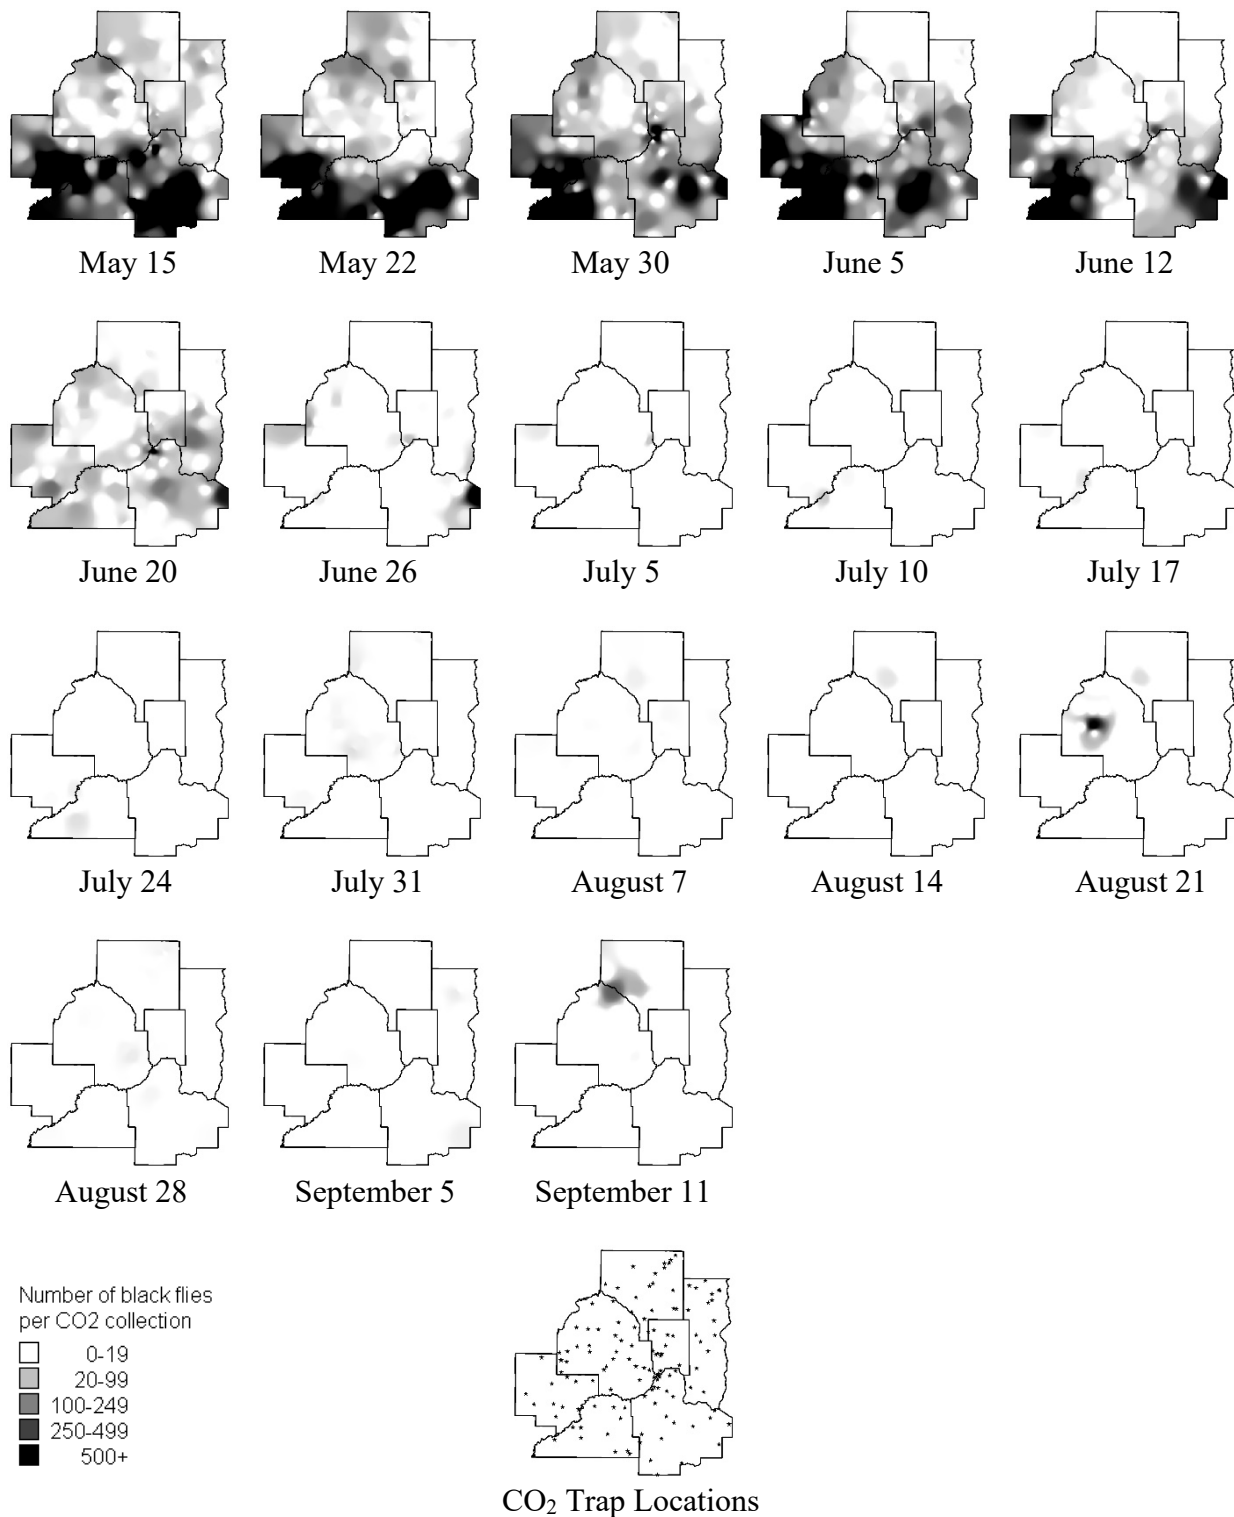 May 15
May 22
May 30
June 5
June 12
June 20
June 26
July 5
July 10
July 17
July 24
July 31
August 7
August 14
August 21
August 28
September 5
September 11
Number of black flies
per CO2 collection
0-19
20-99
100-249
250-499
500+
CO₂ Trap Locations